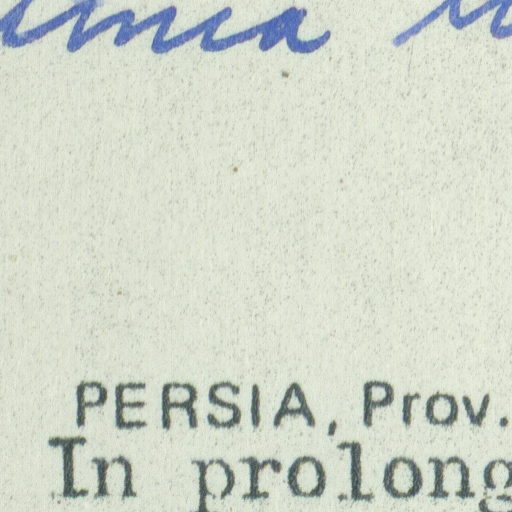 PERSIA, Prov.
In prolong